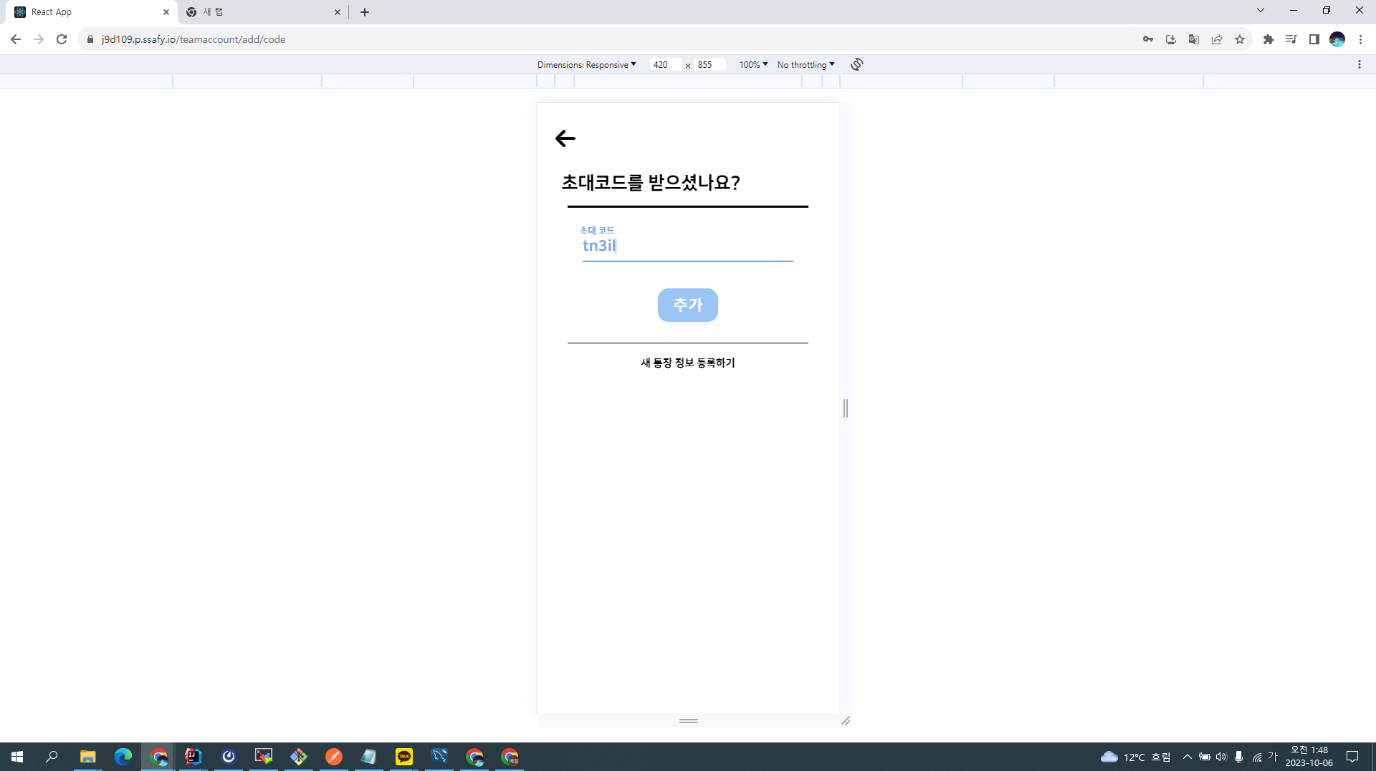 React App
새 탭
j9d109.p.ssafy.io/teamaccount/add/code
Dimensions: Responsive
420 x 855
100%
No throttling
초대코드를 받으셨나요?
초대 코드
tn3il
추가
새 통장 정보 등록하기
12°C 흐림
가
오전 1:48
2023-10-06